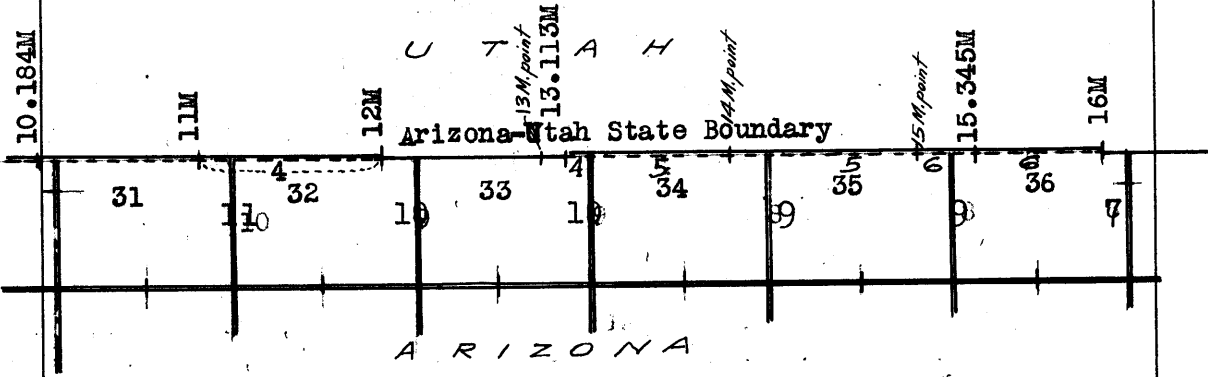 U T A H
10.184M
11M
12M
13M.point
13.113M
14M.point
15M.point
15.345M
16M
Arizona-Utah State Boundary
4
4
5
5
6
6
31
32
33
34
35
36
11
10
10
10
9
9
7
A R I Z O N A